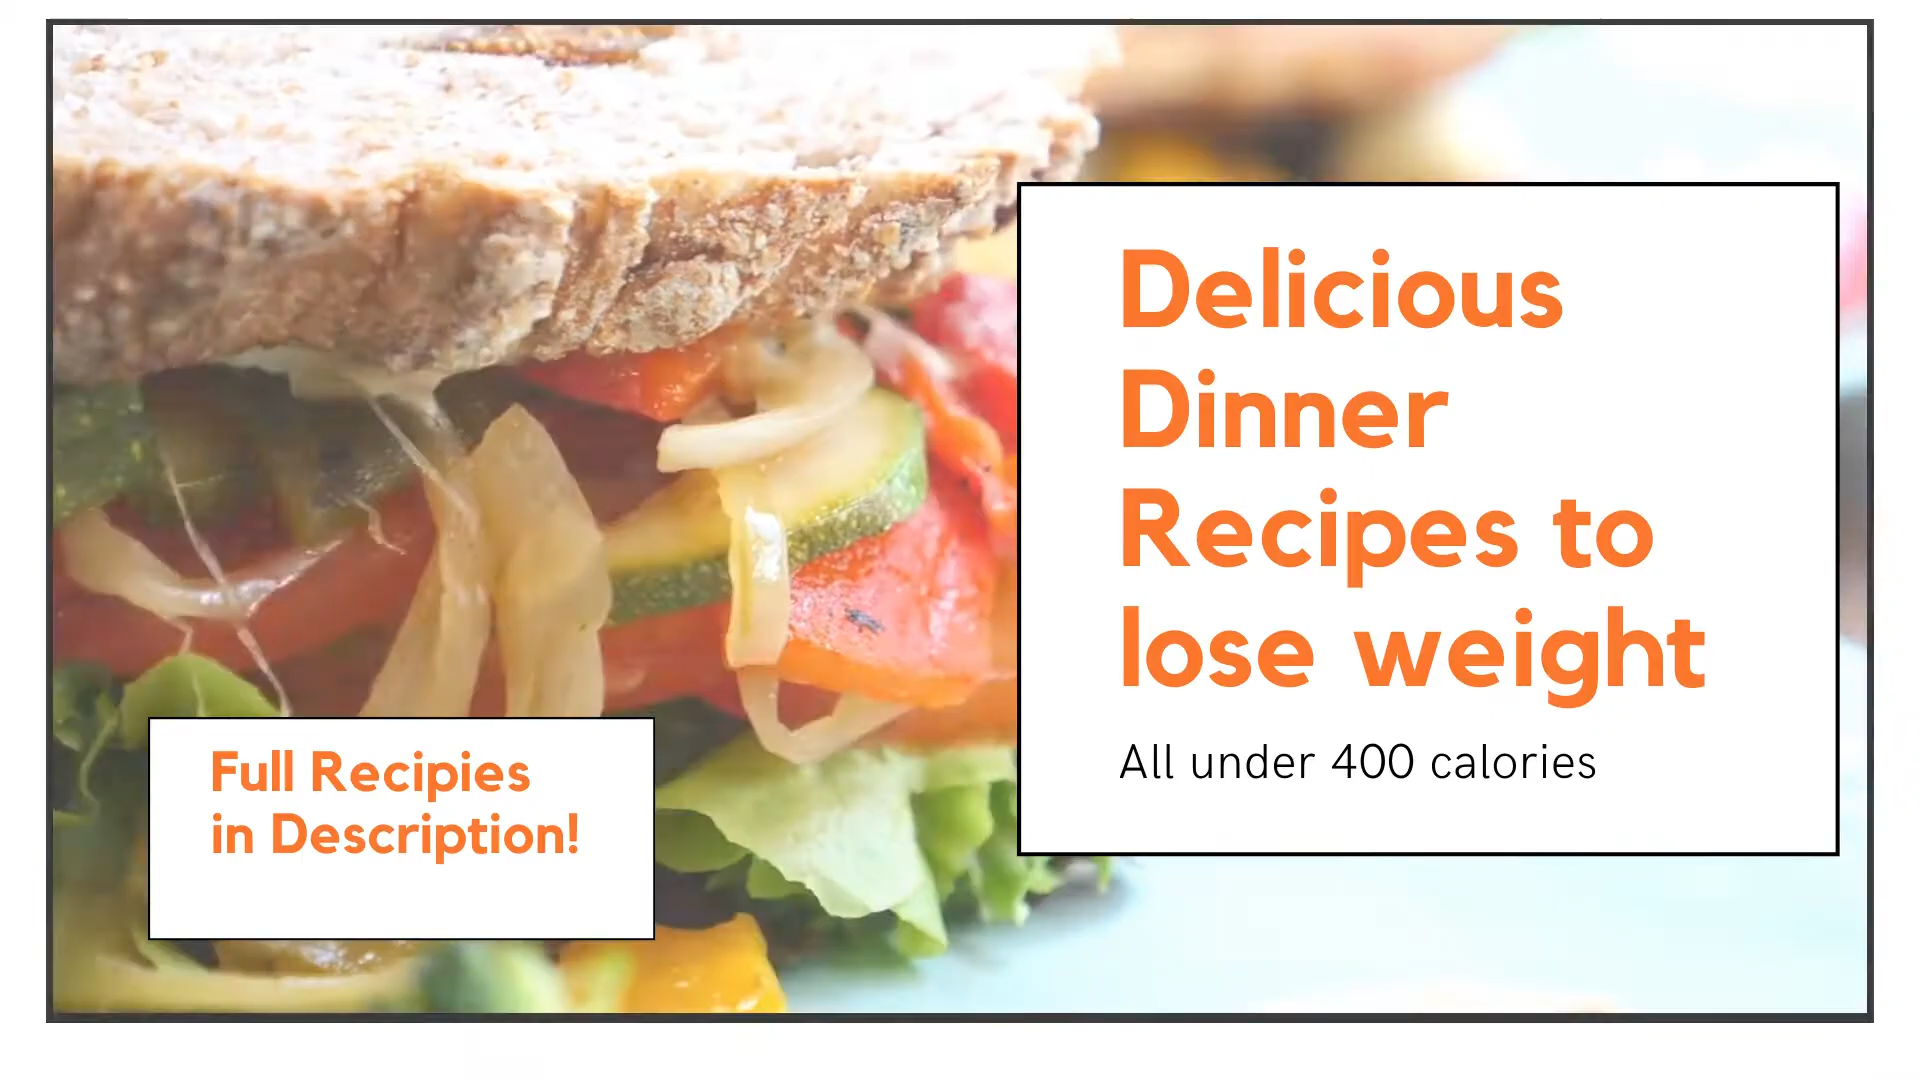 Delicious
Dinner
Recipes to
lose weight
All under 400 calories
Full Recipies
in Description!